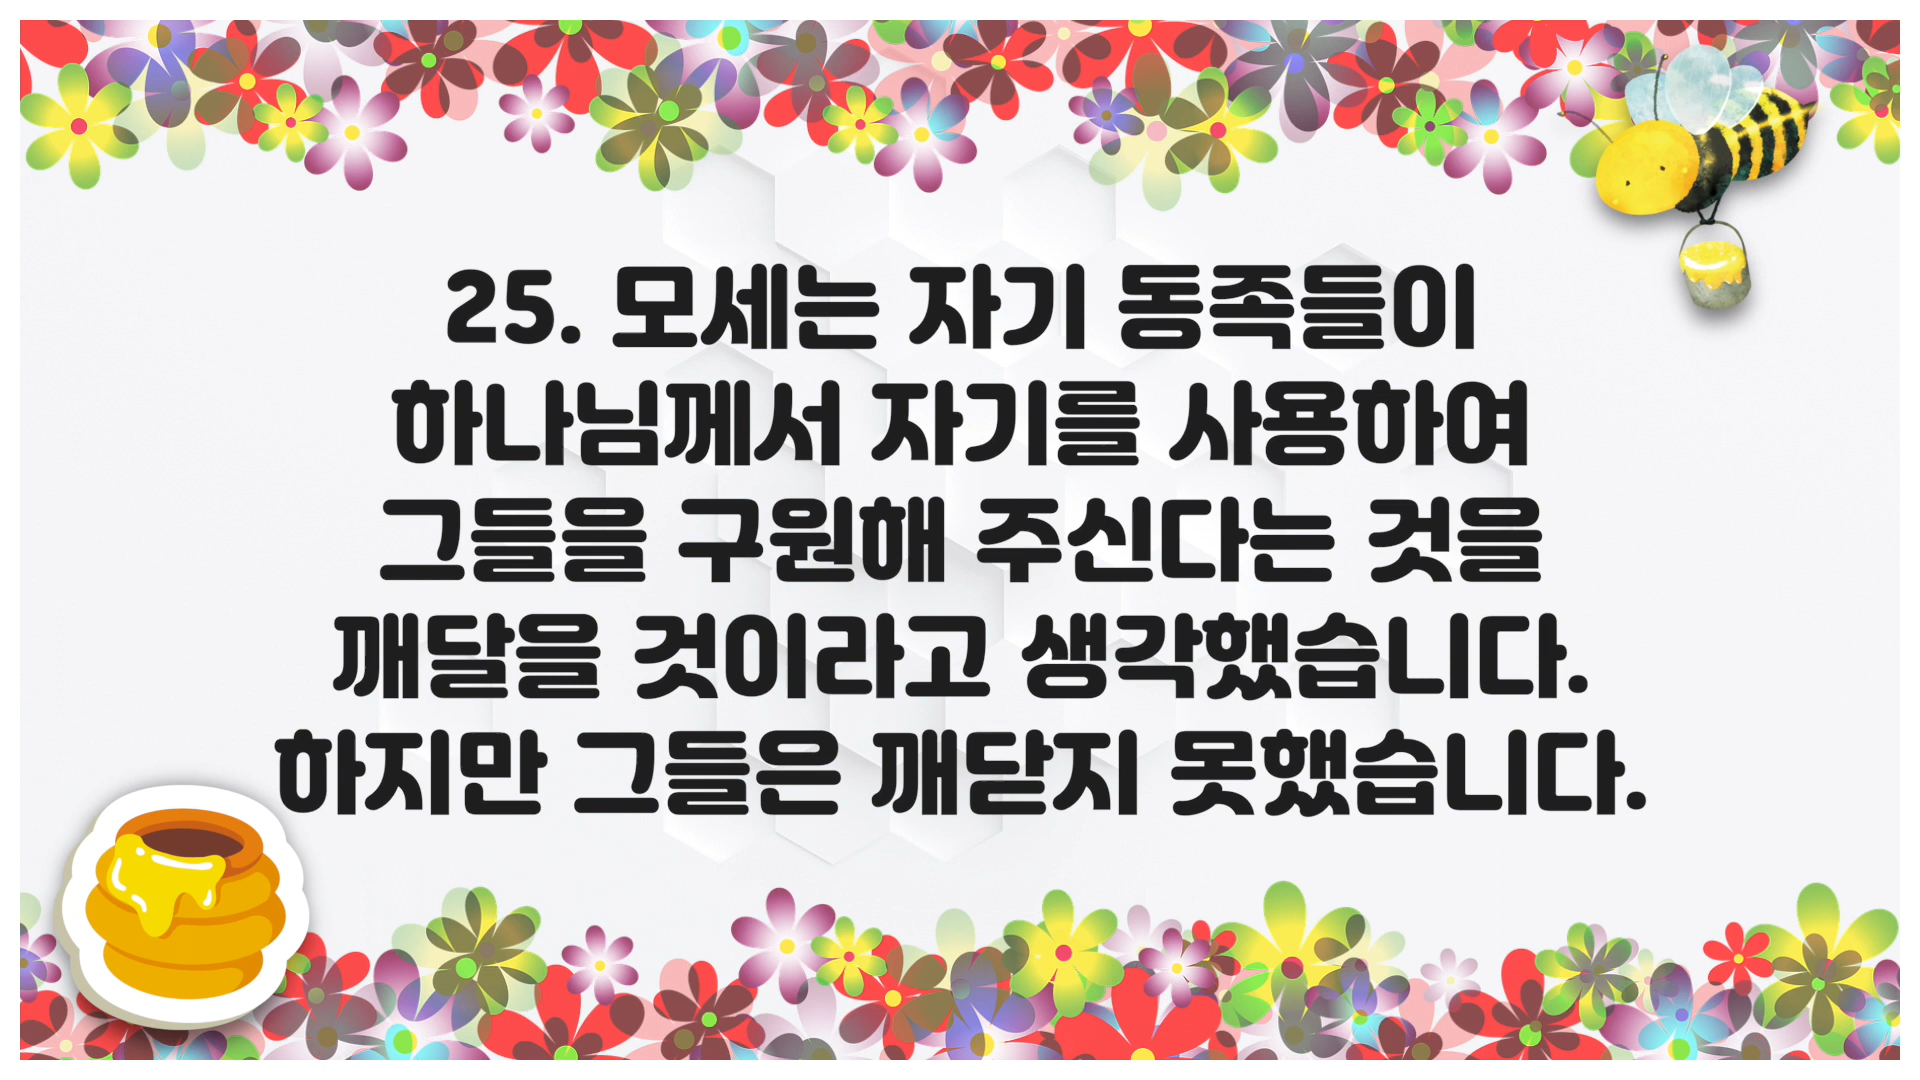 25. 모세는 자기 동족들이
하나님께서 자기를 사용하여
그들을 구원해 주신다는 것을
깨달을 것이라고 생각했습니다.
하지만 그들은 깨닫지 못했습니다.